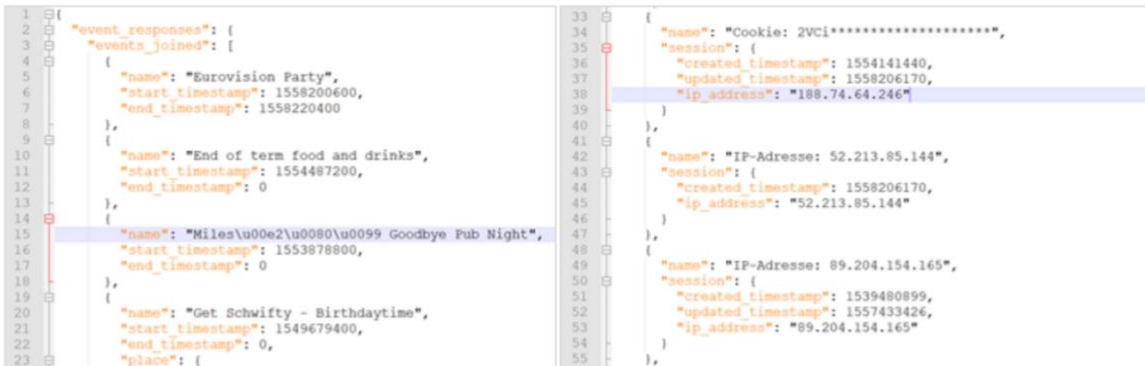 1 {
2 "event_responses": {
3 "events_joined": [
4 {
5 "name": "Eurovision Party",
6 "start_timestamp": 1558200600,
7 "end_timestamp": 1558220400
8 },
9 {
10 "name": "End of term food and drinks",
11 "start_timestamp": 1554487200,
12 "end_timestamp": 0
13 },
14 {
15 "name": "Miles\u00e2\u0080\u0099 Goodbye Pub Night",
16 "start_timestamp": 1553878800,
17 "end_timestamp": 0
18 },
19 {
20 "name": "Get Schwifty - Birthdaytime",
21 "start_timestamp": 1549679400,
22 "end_timestamp": 0,
23 "place": {
33 {
34 "name": "Cookie: 2VCi********************",
35 "session": {
36 "created_timestamp": 1554141440,
37 "updated_timestamp": 1558206170,
38 "ip_address": "188.74.64.246"
39 }
40 },
41 {
42 "name": "IP-Adresse: 52.213.85.144",
43 "session": {
44 "created_timestamp": 1558206170,
45 "ip_address": "52.213.85.144"
46 }
47 },
48 {
49 "name": "IP-Adresse: 89.204.154.165",
50 "session": {
51 "created_timestamp": 1539480899,
52 "updated_timestamp": 1557433426,
53 "ip_address": "89.204.154.165"
54 }
55 },